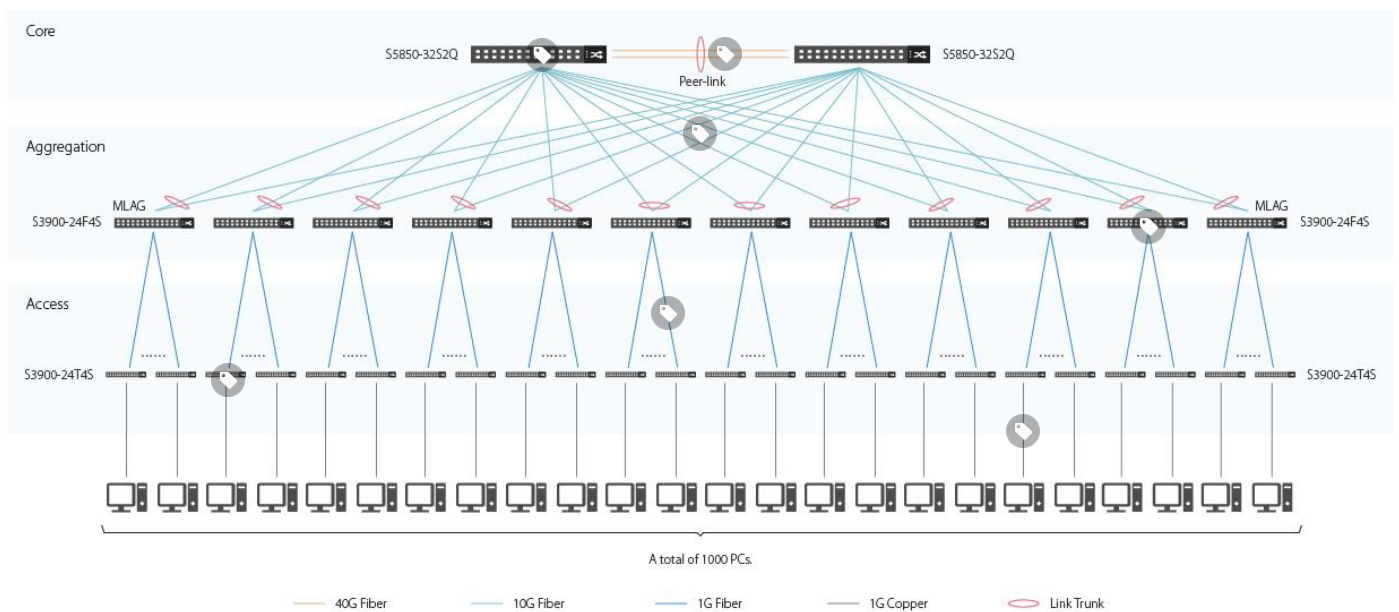 Core
S5850-32S2Q
S5850-32S2Q
Peer-link
Aggregation
MLAG
MLAG
S3900-24F4S
S3900-24F4S
Access
S3900-24T4S
S3900-24T4S
A total of 1000 PCs.
40G Fiber
10G Fiber
1G Fiber
1G Copper
Link Trunk